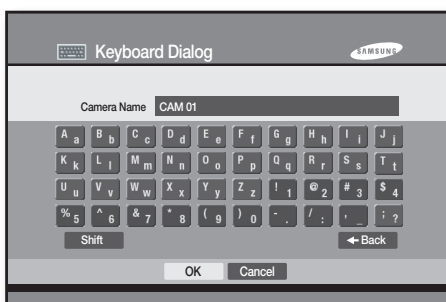 Keyboard Dialog
SAMSUNG
Camera Name CAM 01
A a B b C c D d E e F f G g H h I i J j
K k L l M m N n O o P p Q q R r S s T t
U u V v W w X x Y y Z z ! 1 @ 2 # 3 $ 4
% 5 ^ 6 & 7 * 8 ( 9 ) 0 - . / : ' _ ; ?
Shift ← Back
OK Cancel